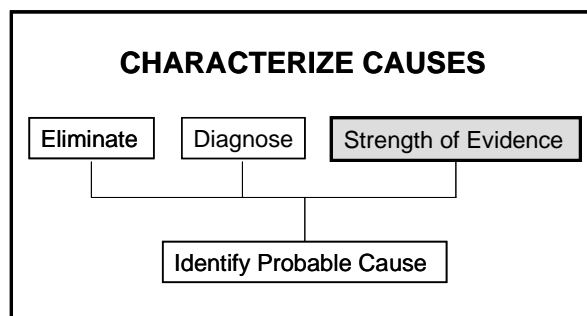 CHARACTERIZE CAUSES
Eliminate
Diagnose
Strength of Evidence
Identify Probable Cause